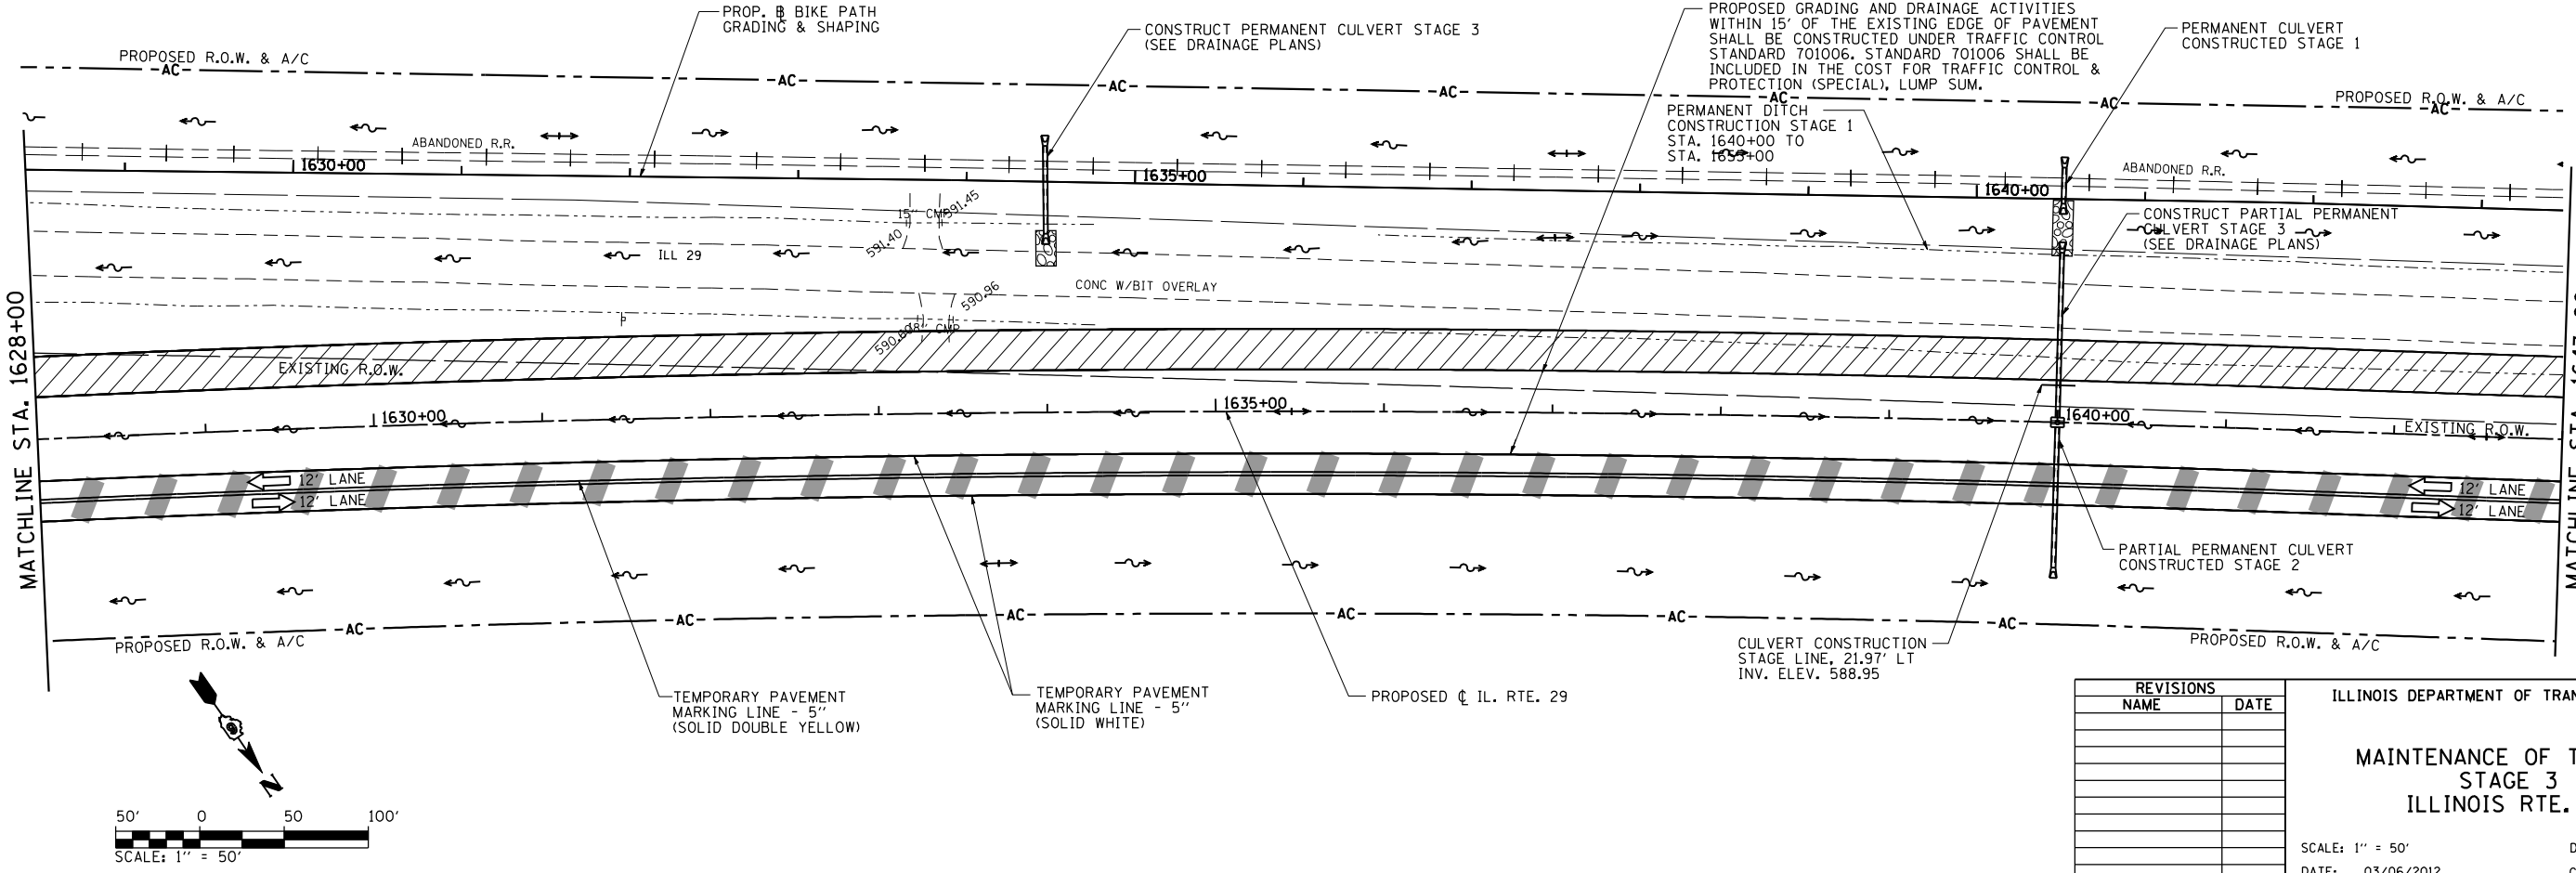 PROP. ⅊ BIKE PATH
GRADING & SHAPING
CONSTRUCT PERMANENT CULVERT STAGE 3
(SEE DRAINAGE PLANS)
PROPOSED GRADING AND DRAINAGE ACTIVITIES
WITHIN 15' OF THE EXISTING EDGE OF PAVEMENT
SHALL BE CONSTRUCTED UNDER TRAFFIC CONTROL
STANDARD 701006. STANDARD 701006 SHALL BE
INCLUDED IN THE COST FOR TRAFFIC CONTROL &
PROTECTION (SPECIAL), LUMP SUM.
PERMANENT CULVERT
CONSTRUCTED STAGE 1
PROPOSED R.O.W. & A/C
AC
AC
AC
AC
AC
AC
AC
PROPOSED R.O.W. & A/C
PERMANENT DITCH
CONSTRUCTION STAGE 1
STA. 1640+00 TO
STA. 1655+00
ABANDONED R.R.
1630+00
1635+00
1640+00
ABANDONED R.R.
15" CMP
591.45
591.40
ILL 29
CONSTRUCT PARTIAL PERMANENT
CULVERT STAGE 3
(SEE DRAINAGE PLANS)
CONC W/BIT OVERLAY
590.96
18" CMP
P
EXISTING R.O.W.
1630+00
1635+00
1640+00
EXISTING R.O.W.
MATCHLINE STA. 1628+00
12' LANE
12' LANE
12' LANE
12' LANE
PARTIAL PERMANENT CULVERT
CONSTRUCTED STAGE 2
AC
AC
AC
AC
AC
AC
PROPOSED R.O.W. & A/C
PROPOSED R.O.W. & A/C
CULVERT CONSTRUCTION
STAGE LINE, 21.97' LT
INV. ELEV. 588.95
TEMPORARY PAVEMENT
MARKING LINE - 5"
(SOLID DOUBLE YELLOW)
TEMPORARY PAVEMENT
MARKING LINE - 5"
(SOLID WHITE)
PROPOSED ℄ IL. RTE. 29
N
50' 0 50 100'
SCALE: 1" = 50'
REVISIONS
NAME DATE
ILLINOIS DEPARTMENT OF TRAN
MAINTENANCE OF T
STAGE 3
ILLINOIS RTE.
SCALE: 1" = 50'
DATE: 03/06/2012